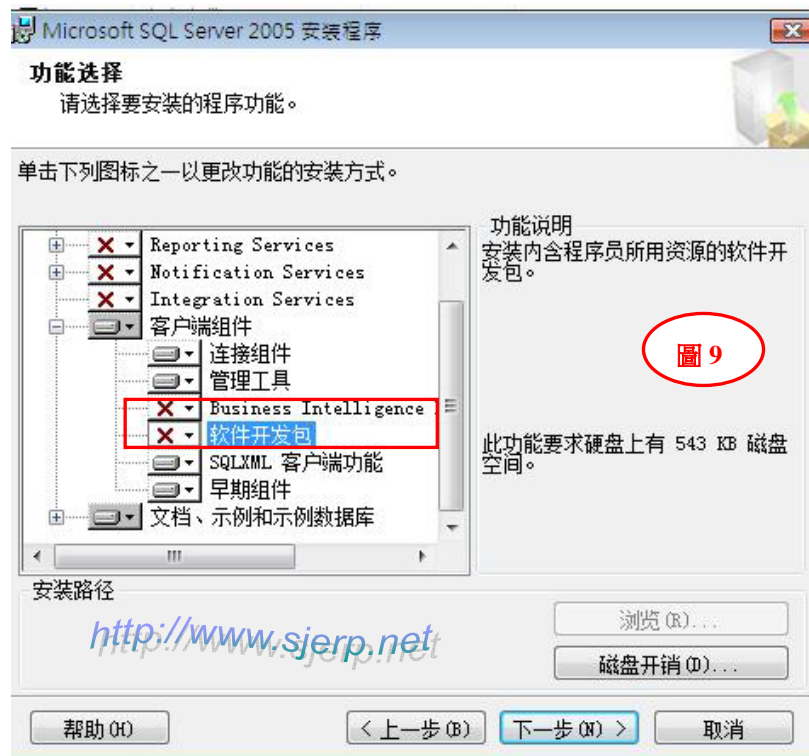 Microsoft SQL Server 2005 安装程序
功能选择
请选择要安装的程序功能。
单击下列图标之一以更改功能的安装方式。
Reporting Services
Notification Services
Integration Services
客户端组件
连接组件
管理工具
Business Intelligence
软件开发包
SQLXML 客户端功能
早期组件
文档、示例和示例数据库
功能说明
安装内含程序员所用资源的软件开
发包。
圖 9
此功能要求硬盘上有 543 KB 磁盘
空间。
安装路径
http://www.sjerp.net
浏览(R)...
磁盘开销(D)...
帮助(H)
< 上一步(B)
下一步(N) >
取消